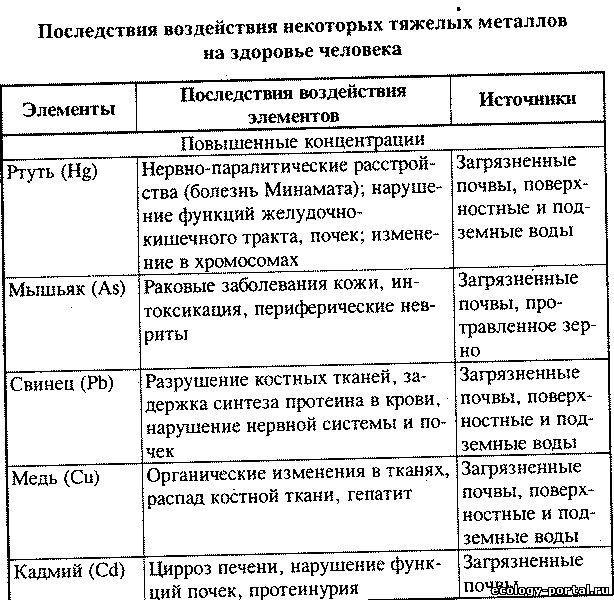 Последствия воздействия некоторых тяжелых металлов
на здоровье человека
Элементы
Последствия воздействия
элементов
Источники
Повышенные концентрации
Ртуть (Hg)
Нервно-паралитические расстрой-
ства (болезнь Минамата); наруше-
ние функций желудочно-
кишечного тракта, почек; измене-
ние в хромосомах
Загрязненные
почвы, поверх-
ностные и под-
земные воды
Мышьяк (As)
Раковые заболевания кожи, ин-
токсикация, периферические нев-
риты
Загрязненные
почвы, про-
травленное зер-
но
Свинец (Pb)
Разрушение костных тканей, за-
держка синтеза протеина в крови,
нарушение нервной системы и по-
чек
Загрязненные
почвы, поверх-
ностные и под-
земные воды
Медь (Cu)
Органические изменения в тканях,
распад костной ткани, гепатит
Загрязненные
почвы, поверх-
ностные и под-
земные воды
Кадмий (Cd)
Цирроз печени, нарушение функ-
ций почек, протеинурия
Загрязненные
почвы
ecology-portal.ru